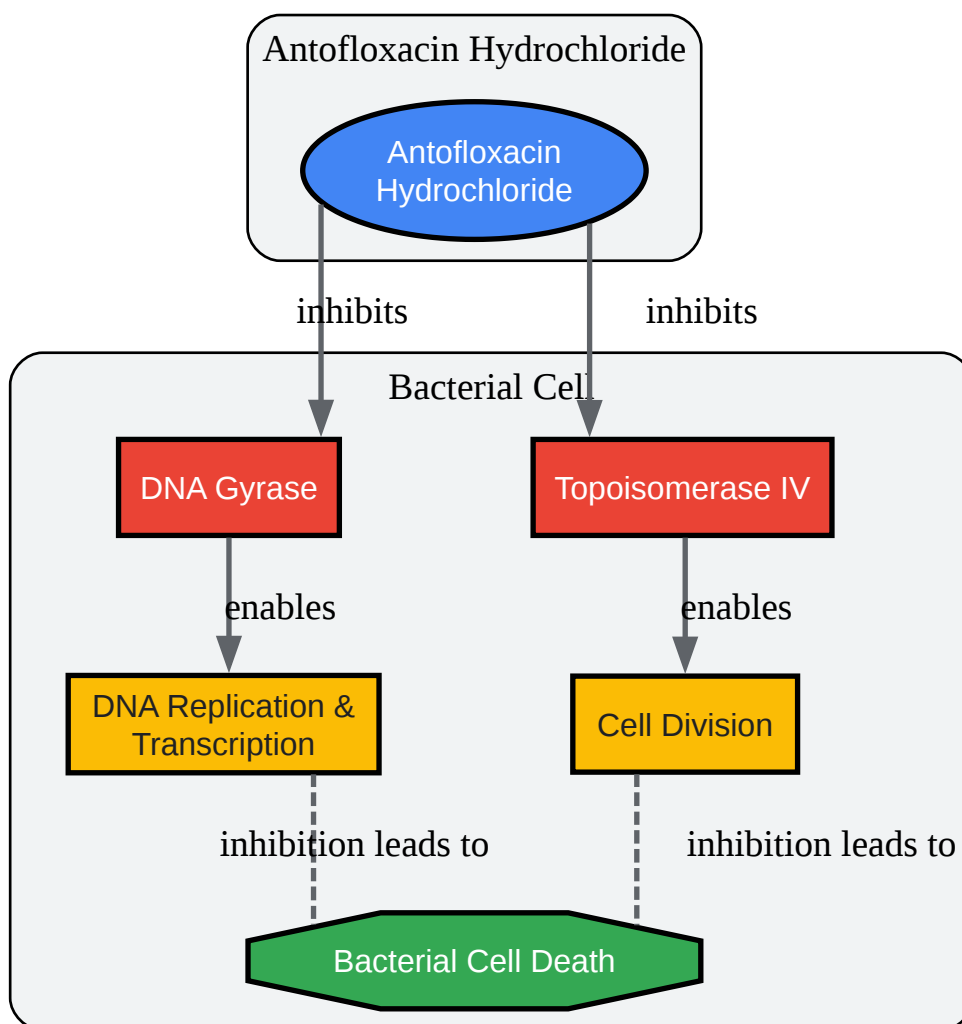 Antofloxacin Hydrochloride
Antofloxacin
Hydrochloride
inhibits
inhibits
Bacterial Cell
DNA Gyrase
Topoisomerase IV
enables
enables
DNA Replication &
Transcription
Cell Division
inhibition leads to
inhibition leads to
Bacterial Cell Death